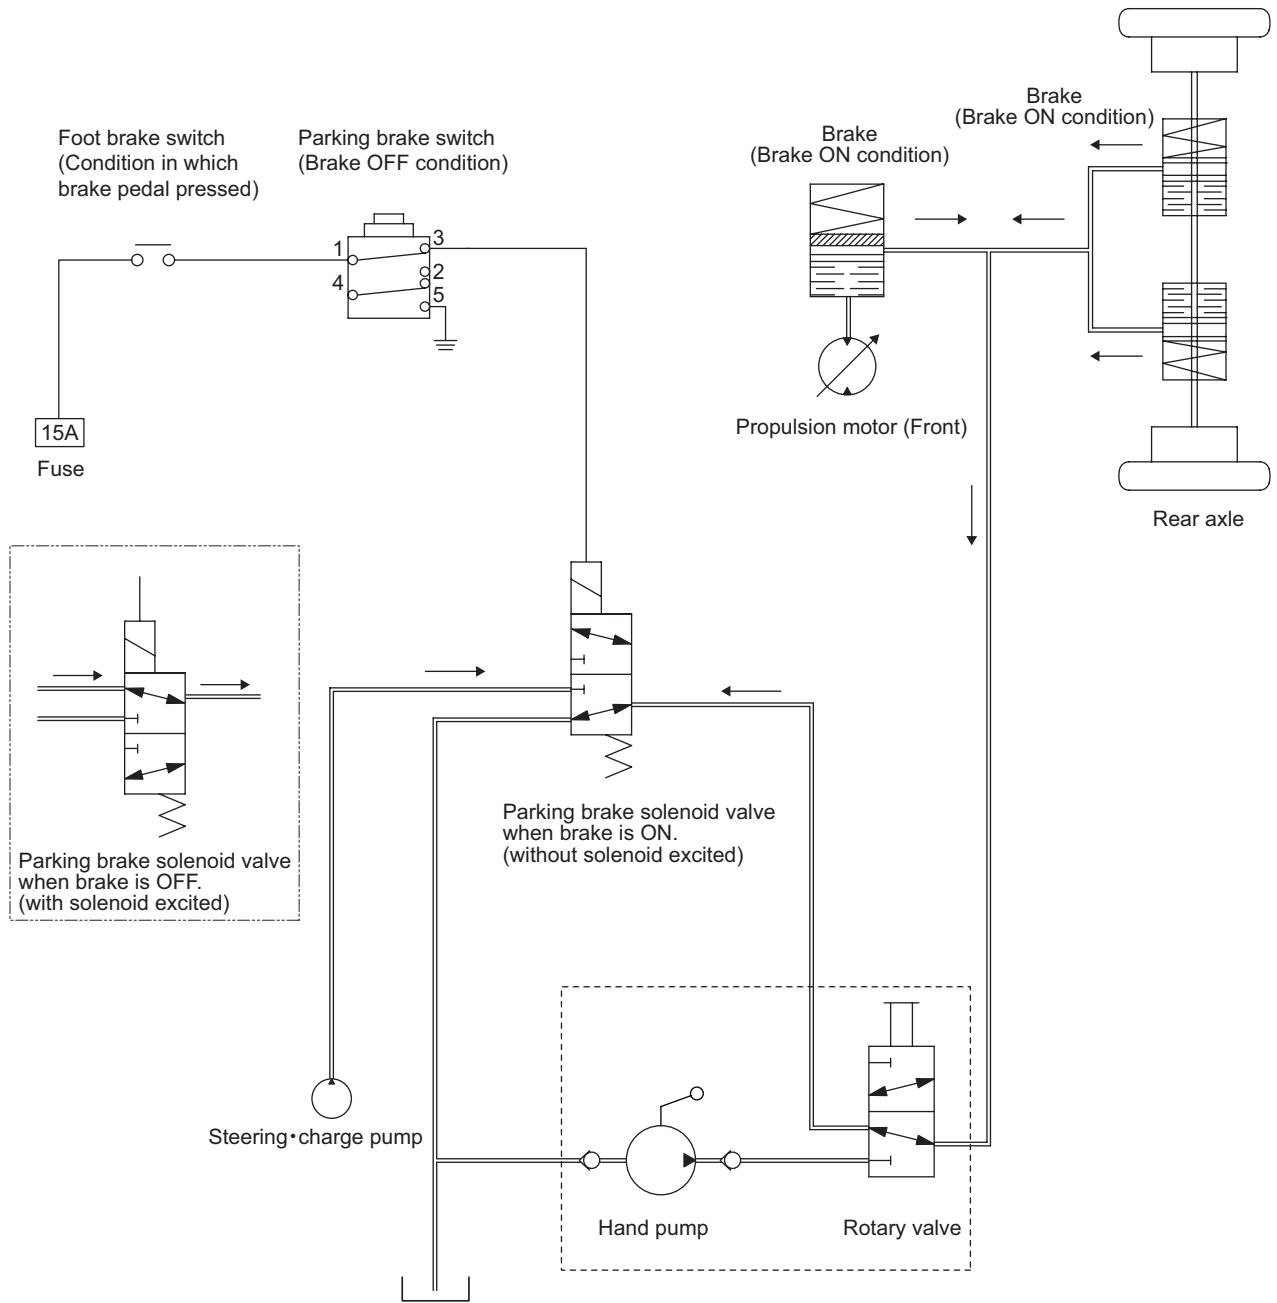 Brake
(Brake ON condition)
Brake
(Brake ON condition)
Foot brake switch
(Condition in which
brake pedal pressed)
Parking brake switch
(Brake OFF condition)
1
3
2
4
5
15A
Fuse
Propulsion motor (Front)
Rear axle
Parking brake solenoid valve
when brake is ON.
(without solenoid excited)
Parking brake solenoid valve
when brake is OFF.
(with solenoid excited)
Steering・charge pump
Hand pump
Rotary valve